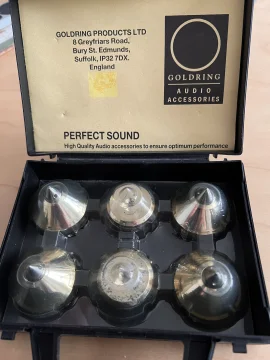 GOLDRING PRODUCTS LTD
8 Greyfriars Road,
Bury St. Edmunds,
Suffolk, IP32 7DX.
England
GOLDRING
AUDIO
ACCESSORIES
PERFECT SOUND
High Quality Audio accessories to ensure optimum performance